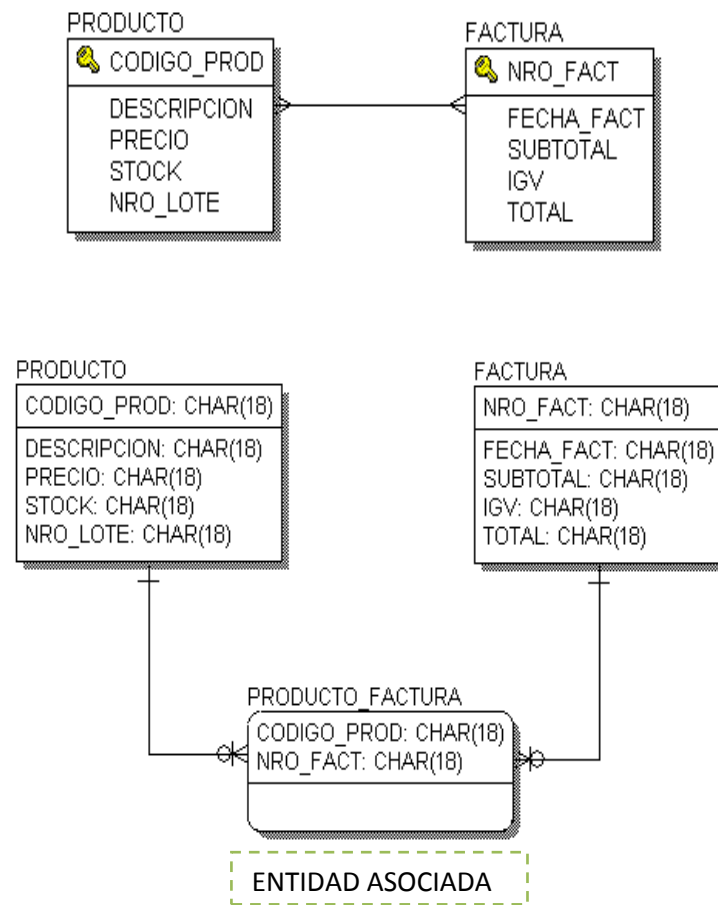 PRODUCTO
CODIGO_PROD
DESCRIPCION
PRECIO
STOCK
NRO_LOTE
FACTURA
NRO_FACT
FECHA_FACT
SUBTOTAL
IGV
TOTAL
PRODUCTO
CODIGO_PROD: CHAR(18)
DESCRIPCION: CHAR(18)
PRECIO: CHAR(18)
STOCK: CHAR(18)
NRO_LOTE: CHAR(18)
FACTURA
NRO_FACT: CHAR(18)
FECHA_FACT: CHAR(18)
SUBTOTAL: CHAR(18)
IGV: CHAR(18)
TOTAL: CHAR(18)
PRODUCTO_FACTURA
CODIGO_PROD: CHAR(18)
NRO_FACT: CHAR(18)
ENTIDAD ASOCIADA